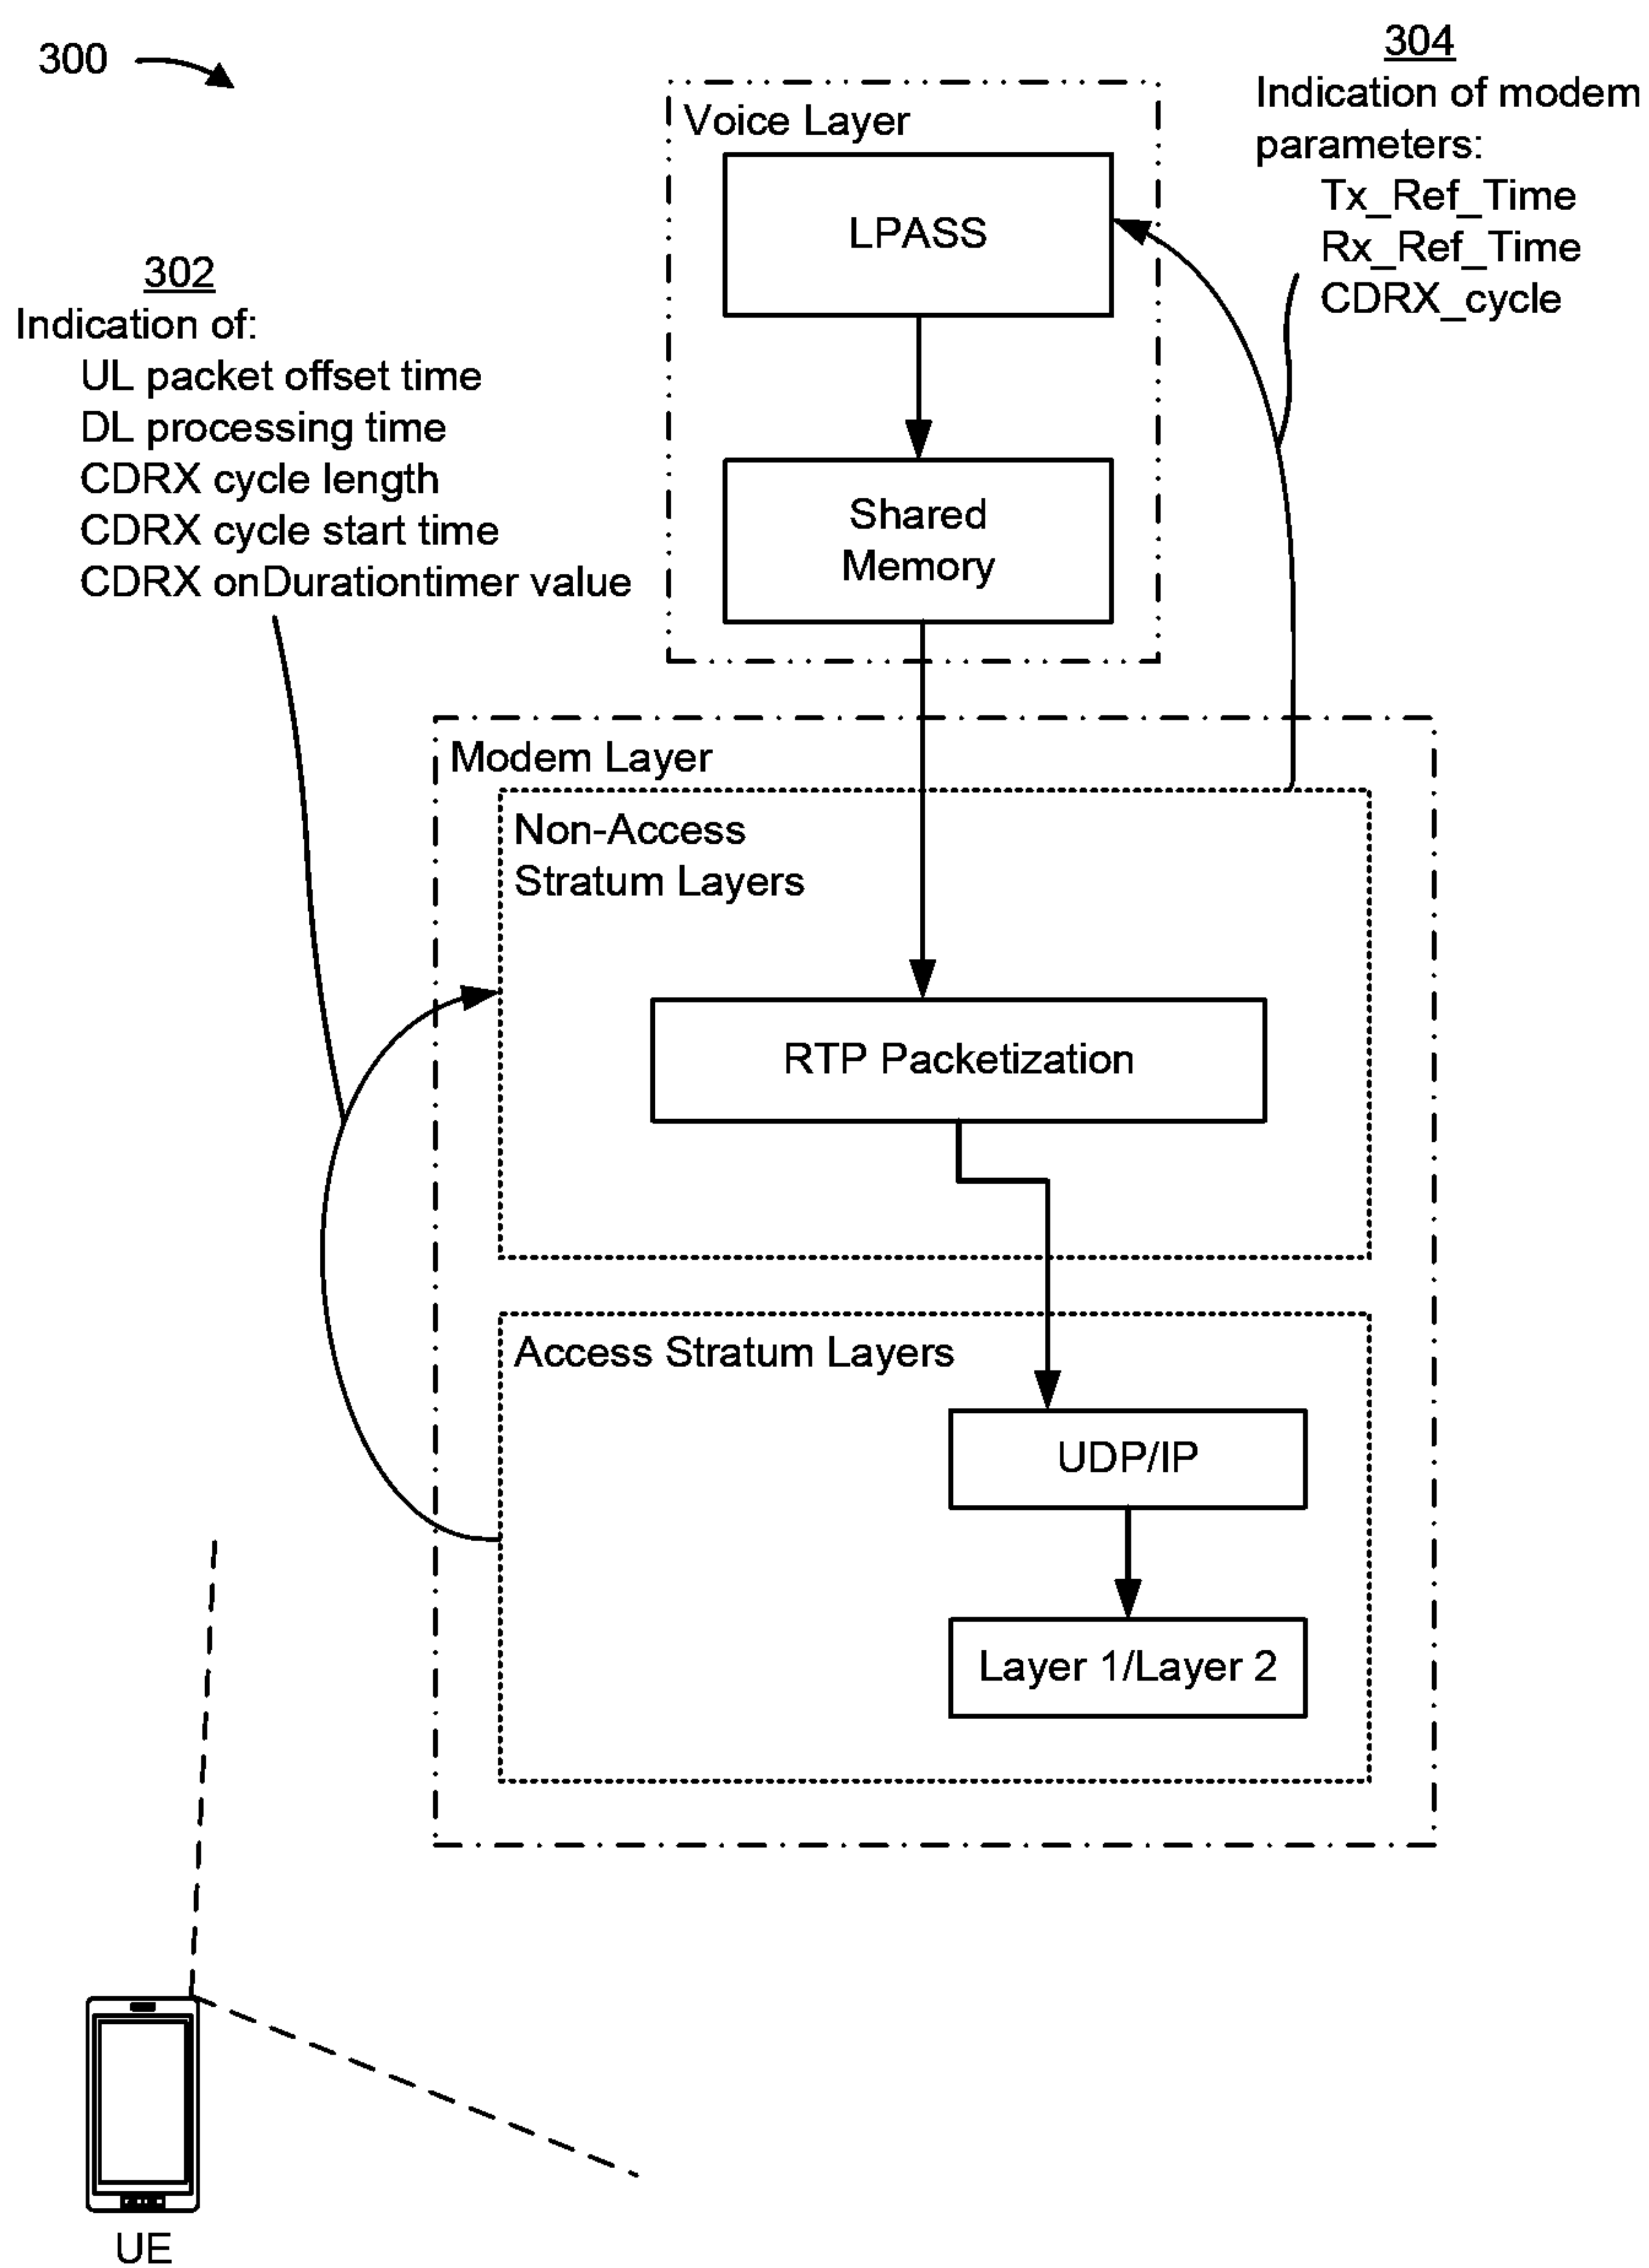 300
304
Indication of modem
parameters:
Tx_Ref_Time
Rx_Ref_Time
CDRX_cycle
Voice Layer
LPASS
302
Indication of:
UL packet offset time
DL processing time
CDRX cycle length
CDRX cycle start time
CDRX onDurationtimer value
Shared
Memory
Modem Layer
Non-Access
Stratum Layers
RTP Packetization
Access Stratum Layers
UDP/IP
Layer 1/Layer 2
UE